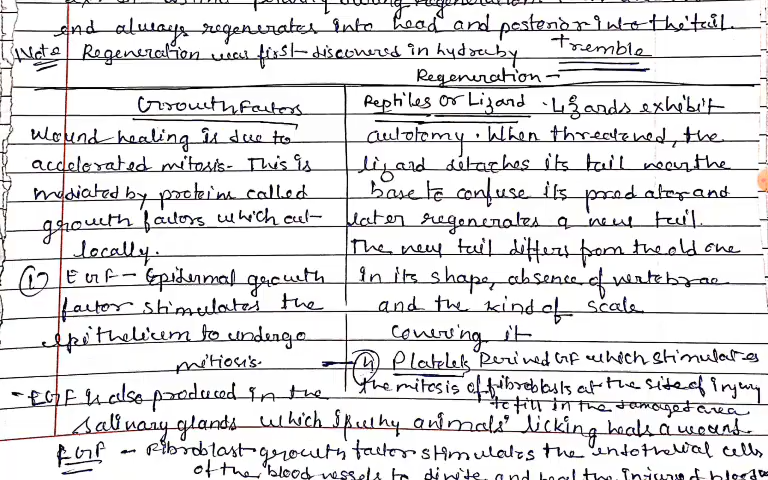 end always regenerates into head and posterior into the tail.
Note Regeneration was first discovered in hydra by Tremble
Regeneration -
Growth Factors
Wound healing is due to
accelerated mitosis. This is
mediated by proteins called
growth factors which act
locally.
① EGF - Epidermal growth
factor stimulates the
epithelium to undergo
mitiosis.
- EGF is also produced in the
salivary glands which is why animals' licking heals a wound.
Reptiles Or Lizard . Lizards exhibit
autotomy. When threatened, the
lizard detaches its tail near the
base to confuse its predator and
later regenerates a new tail.
The new tail differs from the old one
in its shape, absence of vertebrae
and the kind of scale
covering it
④ Platelet Derived GF which stimulates
the mitosis of fibroblasts at the site of injury
to fill in the damaged area
FGF - Fibroblast growth factor stimulates the endothelial cells
of the blood vessels to divide and heal the injured blood